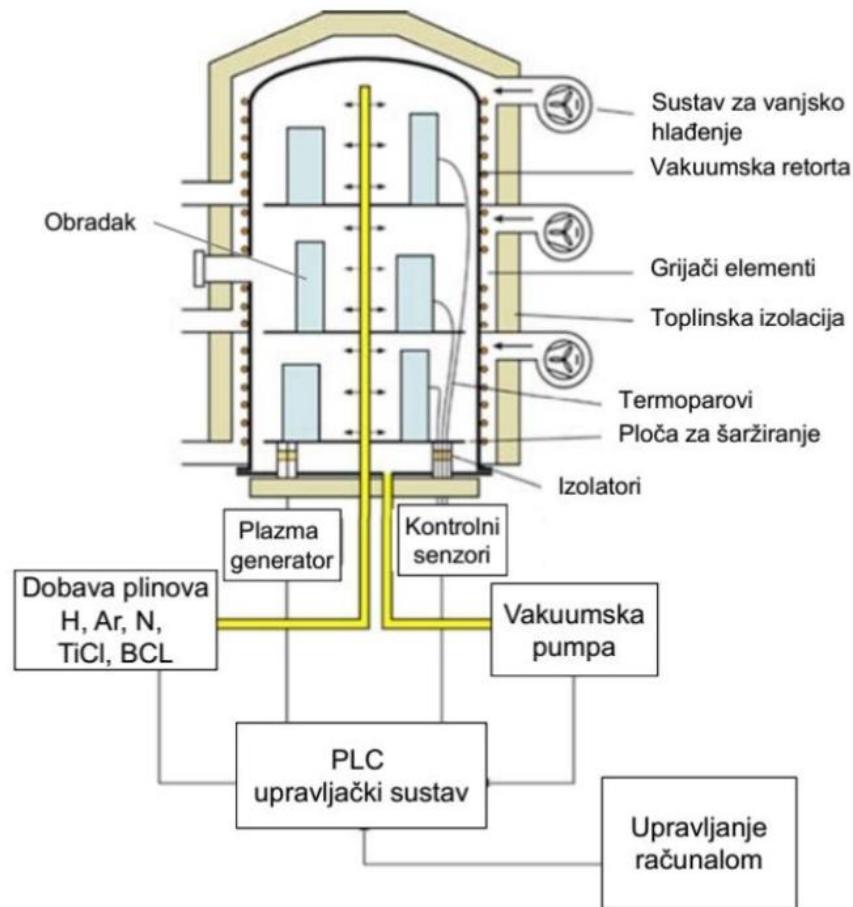 Sustav za vanjsko
hlađenje
Vakuumska retorta
Obradak
Grijači elementi
Toplinska izolacija
Termoparovi
Ploča za šaržiranje
Izolatori
Plazma
generator
Kontrolni
senzori
Dobava plinova
H, Ar, N,
TiCl, BCL
Vakuumska
pumpa
PLC
upravljački sustav
Upravljanje
računalom